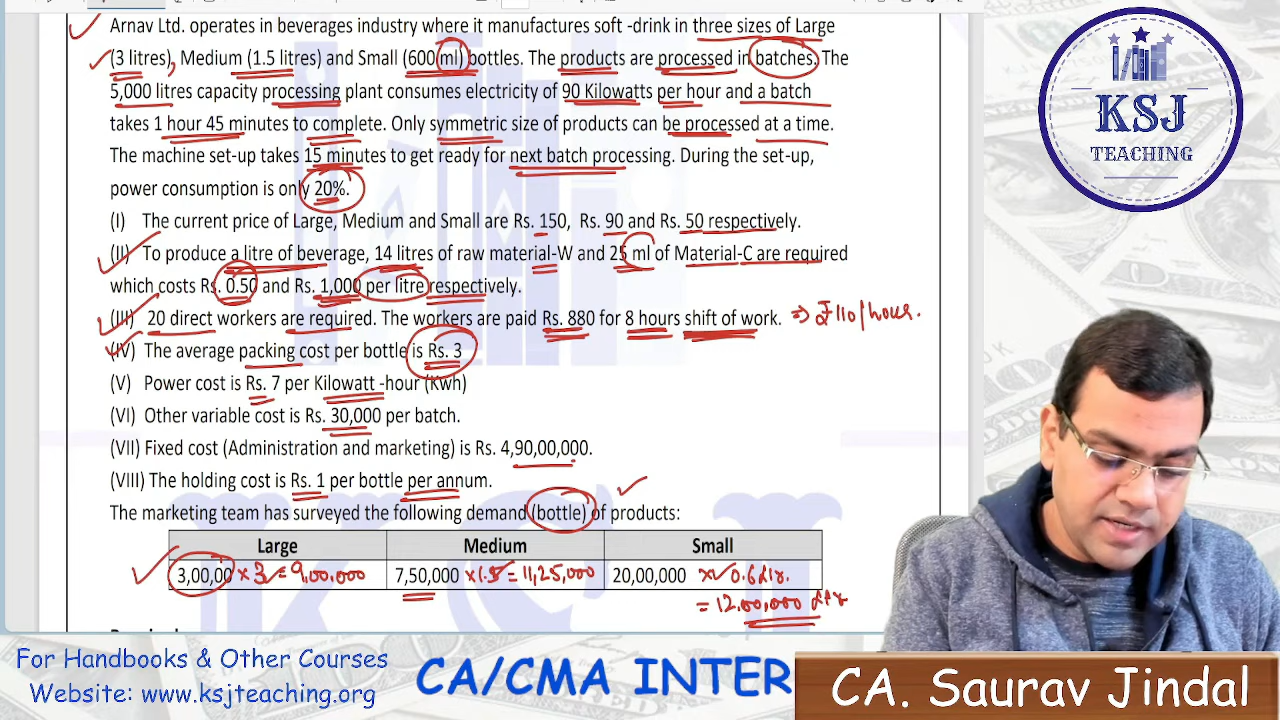 Arnav Ltd. operates in beverages industry where it manufactures soft -drink in three sizes of Large
(3 litres), Medium (1.5 litres) and Small (600 ml) bottles. The products are processed in batches. The
5,000 litres capacity processing plant consumes electricity of 90 Kilowatts per hour and a batch
takes 1 hour 45 minutes to complete. Only symmetric size of products can be processed at a time.
The machine set-up takes 15 minutes to get ready for next batch processing. During the set-up,
power consumption is only 20%.
(I) The current price of Large, Medium and Small are Rs. 150, Rs. 90 and Rs. 50 respectively.
(II) To produce a litre of beverage, 14 litres of raw material-W and 25 ml of Material-C are required
which costs Rs. 0.50 and Rs. 1,000 per litre respectively.
(III) 20 direct workers are required. The workers are paid Rs. 880 for 8 hours shift of work. ⇒ ₹110/hour.
(IV) The average packing cost per bottle is Rs. 3
(V) Power cost is Rs. 7 per Kilowatt -hour (Kwh)
(VI) Other variable cost is Rs. 30,000 per batch.
(VII) Fixed cost (Administration and marketing) is Rs. 4,90,00,000.
(VIII) The holding cost is Rs. 1 per bottle per annum.
The marketing team has surveyed the following demand (bottle) of products:
Large Medium Small
3,00,00 × 3 = 9,00,000 7,50,000 × 1.5 = 11,25,000 20,00,000 × 0.6 Ltr.
= 12,00,000 Ltr
KSJ
TEACHING
For Handbooks & Other Courses
Website: www.ksjteaching.org
CA/CMA INTER
CA. Saurav Jindal